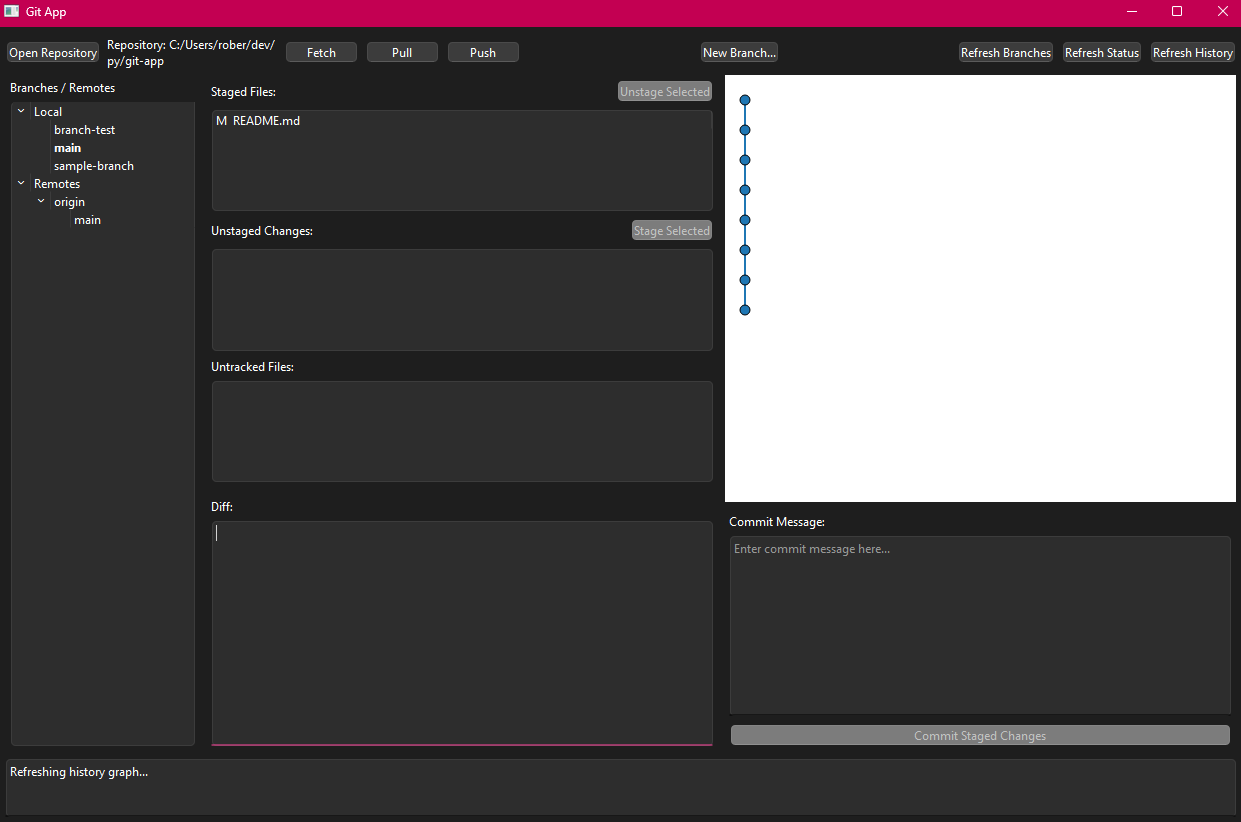 Git App
Open Repository
Repository: C:/Users/rober/dev/
py/git-app
Fetch
Pull
Push
New Branch...
Refresh Branches
Refresh Status
Refresh History
Branches / Remotes
Local
branch-test
main
sample-branch
Remotes
origin
main
Staged Files:
Unstage Selected
M README.md
Unstaged Changes:
Stage Selected
Untracked Files:
Diff:
Commit Message:
Enter commit message here...
Commit Staged Changes
Refreshing history graph...